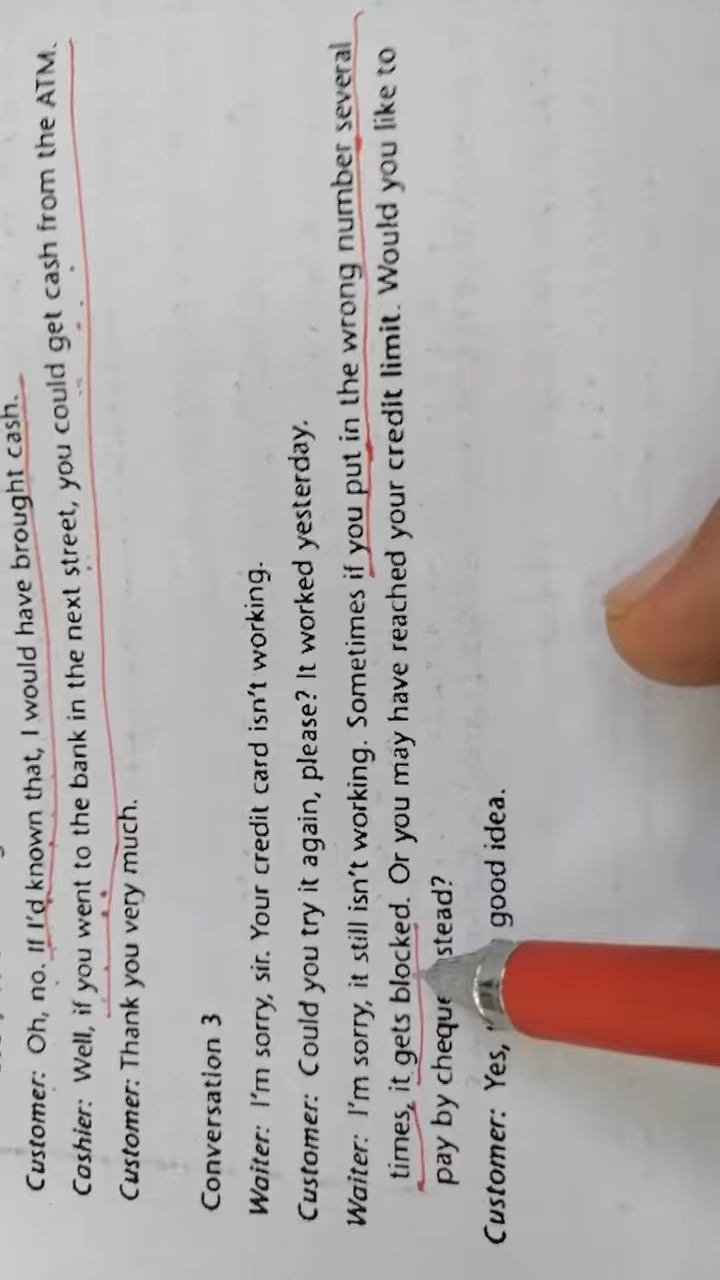 Customer: Oh, no. If I'd known that, I would have brought cash.
Cashier: Well, if you went to the bank in the next street, you could get cash from the ATM.
Customer: Thank you very much.
Conversation 3
Waiter: I'm sorry, sir. Your credit card isn't working.
Customer: Could you try it again, please? It worked yesterday.
Waiter: I'm sorry, it still isn't working. Sometimes if you put in the wrong number several
times, it gets blocked. Or you may have reached your credit limit. Would you like to
pay by cheque stead?
Customer: Yes, good idea.